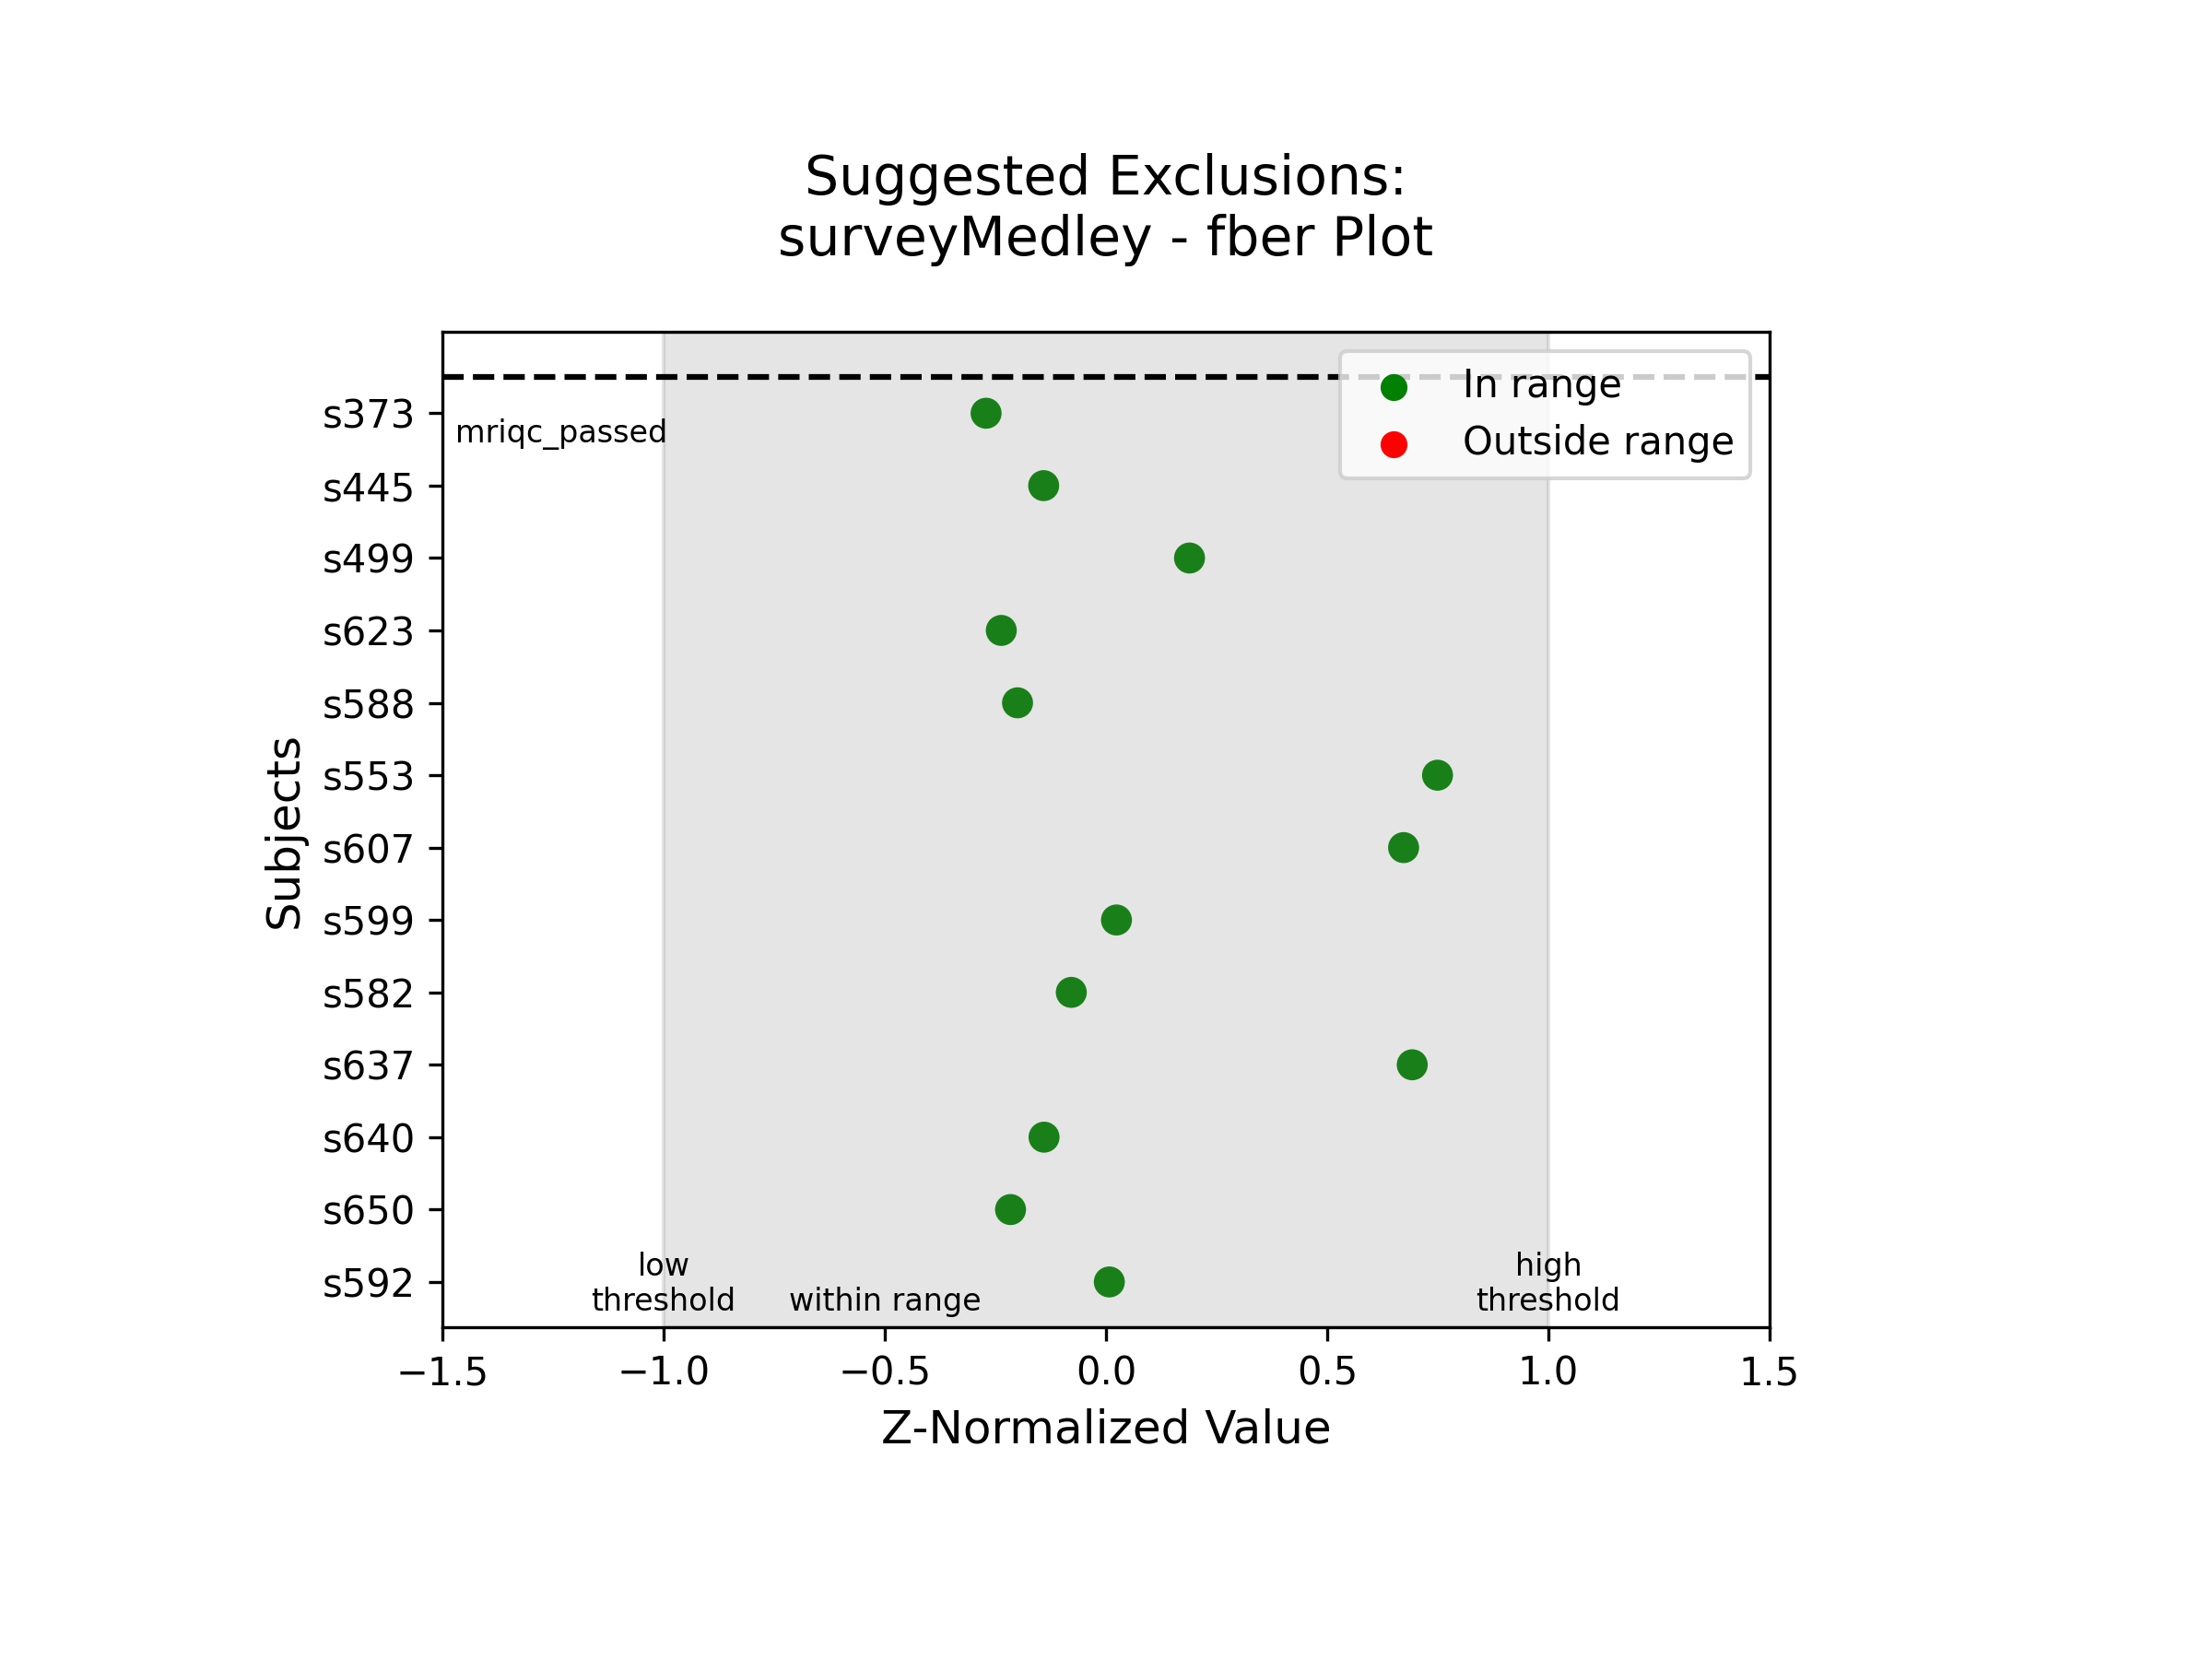 Suggested Exclusions:
surveyMedley - fber Plot
In range
Outside range
mriqc_passed
s373
s445
s499
s623
s588
s553
s607
s599
s582
s637
s640
s650
s592
Subjects
low
threshold
within range
high
threshold
−1.5
−1.0
−0.5
0.0
0.5
1.0
1.5
Z-Normalized Value